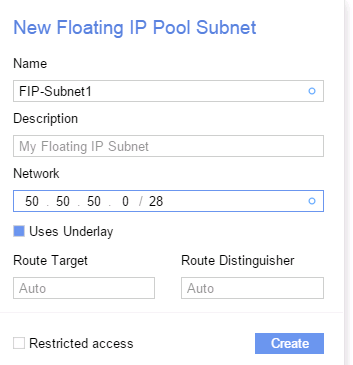 New Floating IP Pool Subnet
Name
FIP-Subnet1
Description
My Floating IP Subnet
Network
50 . 50 . 50 . 0 / 28
Uses Underlay
Route Target Route Distinguisher
Auto Auto
Restricted access Create